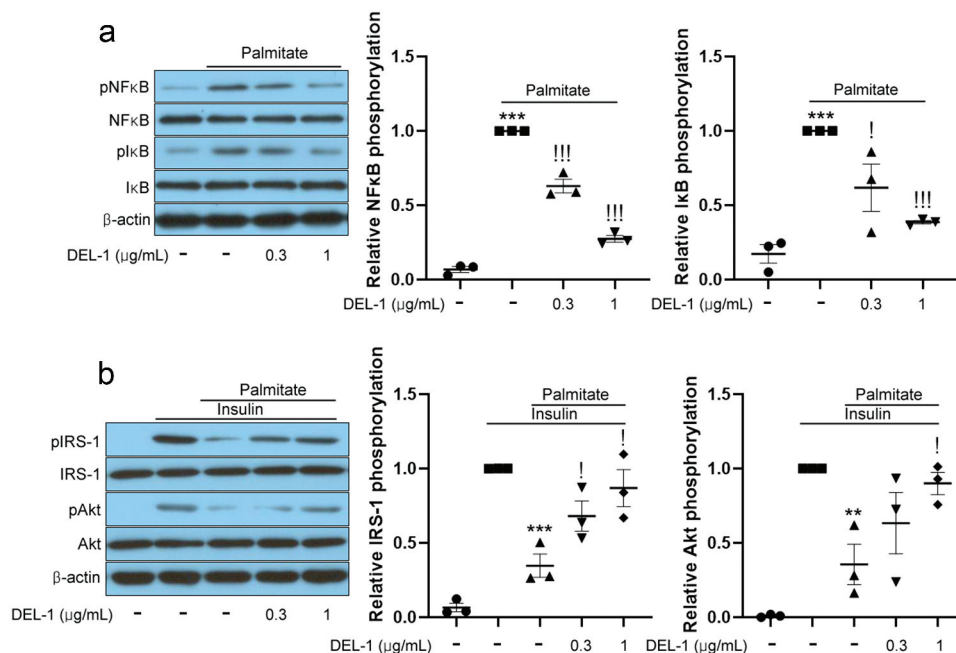 a
Palmitate
pNFκB
NFκB
pIκB
IκB
β-actin
DEL-1 (μg/mL) - - 0.3 1
Relative NFκB phosphorylation
1.5
1.0
0.5
0.0
Palmitate
***
!!!
!!!
DEL-1 (μg/mL) - - 0.3 1
Relative IκB phosphorylation
1.5
1.0
0.5
0.0
Palmitate
***
!
!!!
DEL-1 (μg/mL) - - 0.3 1
b
Palmitate
Insulin
pIRS-1
IRS-1
pAkt
Akt
β-actin
DEL-1 (μg/mL) - - - 0.3 1
Relative IRS-1 phosphorylation
1.5
1.0
0.5
0.0
Palmitate
Insulin
***
!
!
DEL-1 (μg/mL) - - - 0.3 1
Relative Akt phosphorylation
1.5
1.0
0.5
0.0
Palmitate
Insulin
**
!
DEL-1 (μg/mL) - - - 0.3 1